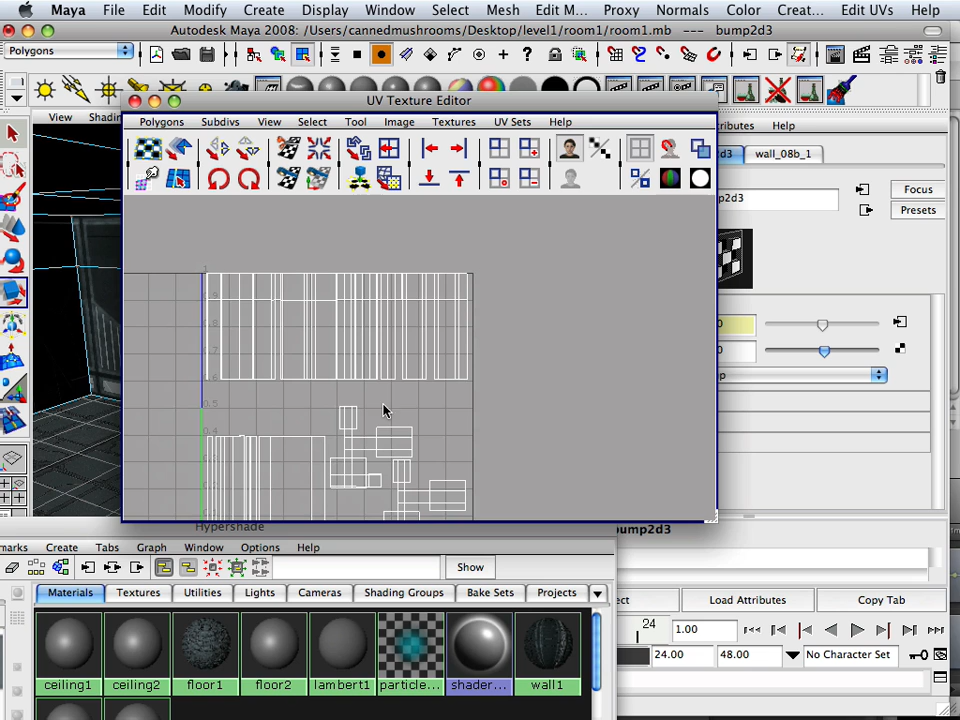 Maya File Edit Modify Create Display Window Select Mesh Edit M... Proxy Normals Color Creat... Edit UVs Help
Autodesk Maya 2008: /Users/cannedmushrooms/Desktop/level1/room1/room1.mb --- bump2d3
Polygons
View Shadin
UV Texture Editor
Polygons Subdivs View Select Tool Image Textures UV Sets Help
ributes Help
d3 wall_08b_1
mp2d3
Focus
Presets
Hypershade
bump2d3
marks Create Tabs Graph Window Options Help
Show
Materials Textures Utilities Lights Cameras Shading Groups Bake Sets Projects
ect Load Attributes Copy Tab
24 1.00
24.00 48.00 No Character Set
ceiling1 ceiling2 floor1 floor2 lambert1 particle... shader... wall1